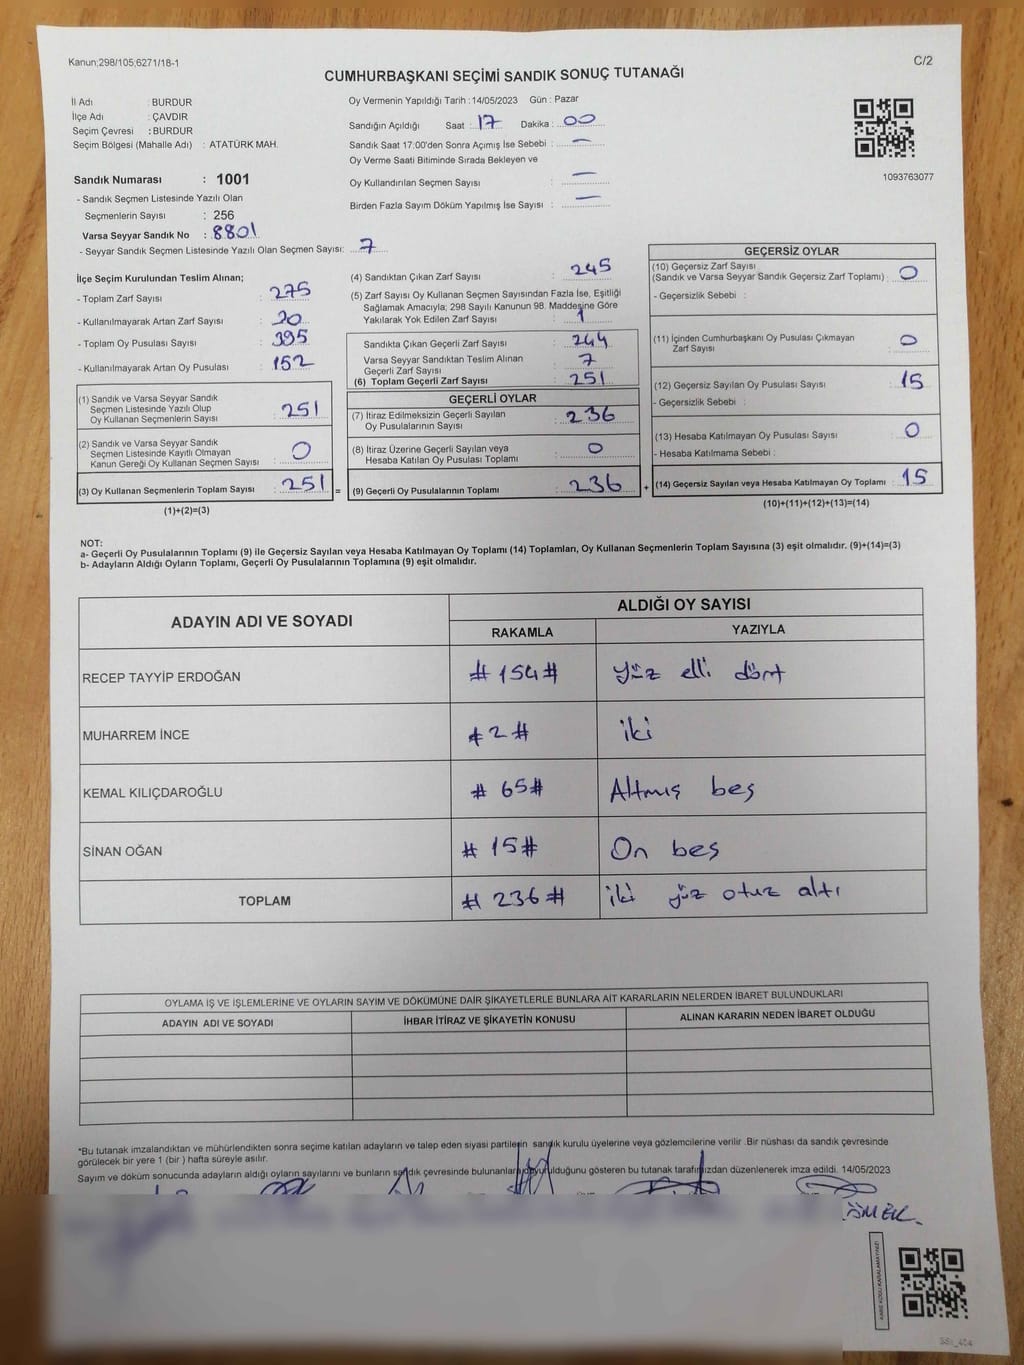 Kanun;298/105;6271/18-1
C/2
CUMHURBAŞKANI SEÇİMİ SANDIK SONUÇ TUTANAĞI
İl Adı : BURDUR
İlçe Adı : ÇAVDIR
Seçim Çevresi : BURDUR
Seçim Bölgesi (Mahalle Adı) : ATATÜRK MAH.
Sandık Numarası : 1001
- Sandık Seçmen Listesinde Yazılı Olan
Seçmenlerin Sayısı : 256
Varsa Seyyar Sandık No : 8801
- Seyyar Sandık Seçmen Listesinde Yazılı Olan Seçmen Sayısı: 7
Oy Vermenin Yapıldığı Tarih : 14/05/2023 Gün : Pazar
Sandığın Açıldığı Saat : 17 Dakika : 00
Sandık Saat 17:00'den Sonra Açımış İse Sebebi : —
Oy Verme Saati Bitiminde Sırada Bekleyen ve
Oy Kullandırılan Seçmen Sayısı : —
Birden Fazla Sayım Döküm Yapılmış İse Sayısı : —
1093763077
İlçe Seçim Kurulundan Teslim Alınan;
- Toplam Zarf Sayısı : 275
- Kullanılmayarak Artan Zarf Sayısı : 20
- Toplam Oy Pusulası Sayısı : 395
- Kullanılmayarak Artan Oy Pusulası : 152
(1) Sandık ve Varsa Seyyar Sandık
Seçmen Listesinde Yazılı Olup
Oy Kullanan Seçmenlerin Sayısı : 251
(2) Sandık ve Varsa Seyyar Sandık
Seçmen Listesinde Kayıtlı Olmayan
Kanun Gereği Oy Kullanan Seçmen Sayısı : 0
(3) Oy Kullanan Seçmenlerin Toplam Sayısı : 251
(1)+(2)=(3)
(4) Sandıktan Çıkan Zarf Sayısı : 245
(5) Zarf Sayısı Oy Kullanan Seçmen Sayısından Fazla İse, Eşitliği
Sağlamak Amacıyla; 298 Sayılı Kanunun 98. Maddesine Göre
Yakılarak Yok Edilen Zarf Sayısı : 1
Sandıkta Çıkan Geçerli Zarf Sayısı : 244
Varsa Seyyar Sandıktan Teslim Alınan
Geçerli Zarf Sayısı : 7
(6) Toplam Geçerli Zarf Sayısı : 251
GEÇERLİ OYLAR
(7) İtiraz Edilmeksizin Geçerli Sayılan
Oy Pusulalarının Sayısı : 236
(8) İtiraz Üzerine Geçerli Sayılan veya
Hesaba Katılan Oy Pusulası Toplamı : 0
= (9) Geçerli Oy Pusulalarının Toplamı : 236 +
GEÇERSİZ OYLAR
(10) Geçersiz Zarf Sayısı
(Sandık ve Varsa Seyyar Sandık Geçersiz Zarf Toplamı) : 0
- Geçersizlik Sebebi :
(11) İçinden Cumhurbaşkanı Oy Pusulası Çıkmayan
Zarf Sayısı : 0
(12) Geçersiz Sayılan Oy Pusulası Sayısı : 15
- Geçersizlik Sebebi :
(13) Hesaba Katılmayan Oy Pusulası Sayısı : 0
- Hesaba Katılmama Sebebi :
(14) Geçersiz Sayılan veya Hesaba Katılmayan Oy Toplamı : 15
(10)+(11)+(12)+(13)=(14)
NOT:
a- Geçerli Oy Pusulalarının Toplamı (9) ile Geçersiz Sayılan veya Hesaba Katılmayan Oy Toplamı (14) Toplamları, Oy Kullanan Seçmenlerin Toplam Sayısına (3) eşit olmalıdır. (9)+(14)=(3)
b- Adayların Aldığı Oyların Toplamı, Geçerli Oy Pusulalarının Toplamına (9) eşit olmalıdır.
ADAYIN ADI VE SOYADI
ALDIĞI OY SAYISI
RAKAMLA YAZIYLA
RECEP TAYYİP ERDOĞAN #154# Yüz elli dört
MUHARREM İNCE #2# iki
KEMAL KILIÇDAROĞLU #65# Altmış beş
SİNAN OĞAN #15# On beş
TOPLAM #236# iki yüz otuz altı
OYLAMA İŞ VE İŞLEMLERİNE VE OYLARIN SAYIM VE DÖKÜMÜNE DAİR ŞİKAYETLERLE BUNLARA AİT KARARLARIN NELERDEN İBARET BULUNDUKLARI
ADAYIN ADI VE SOYADI İHBAR İTİRAZ VE ŞİKAYETİN KONUSU ALINAN KARARIN NEDEN İBARET OLDUĞU
*Bu tutanak imzalandıktan ve mühürlendikten sonra seçime katılan adayların ve talep eden siyasi partilerin sandık kurulu üyelerine veya gözlemcilerine verilir .Bir nüshası da sandık çevresinde
görülecek bir yere 1 (bir ) hafta süreyle asılır.
Sayım ve döküm sonucunda adayların aldığı oyların sayılarını ve bunların sandık çevresinde bulunanlara duyurulduğunu gösteren bu tutanak tarafımızdan düzenlenerek imza edildi. 14/05/2023
KARE KODU KARALAMAYINIZ!